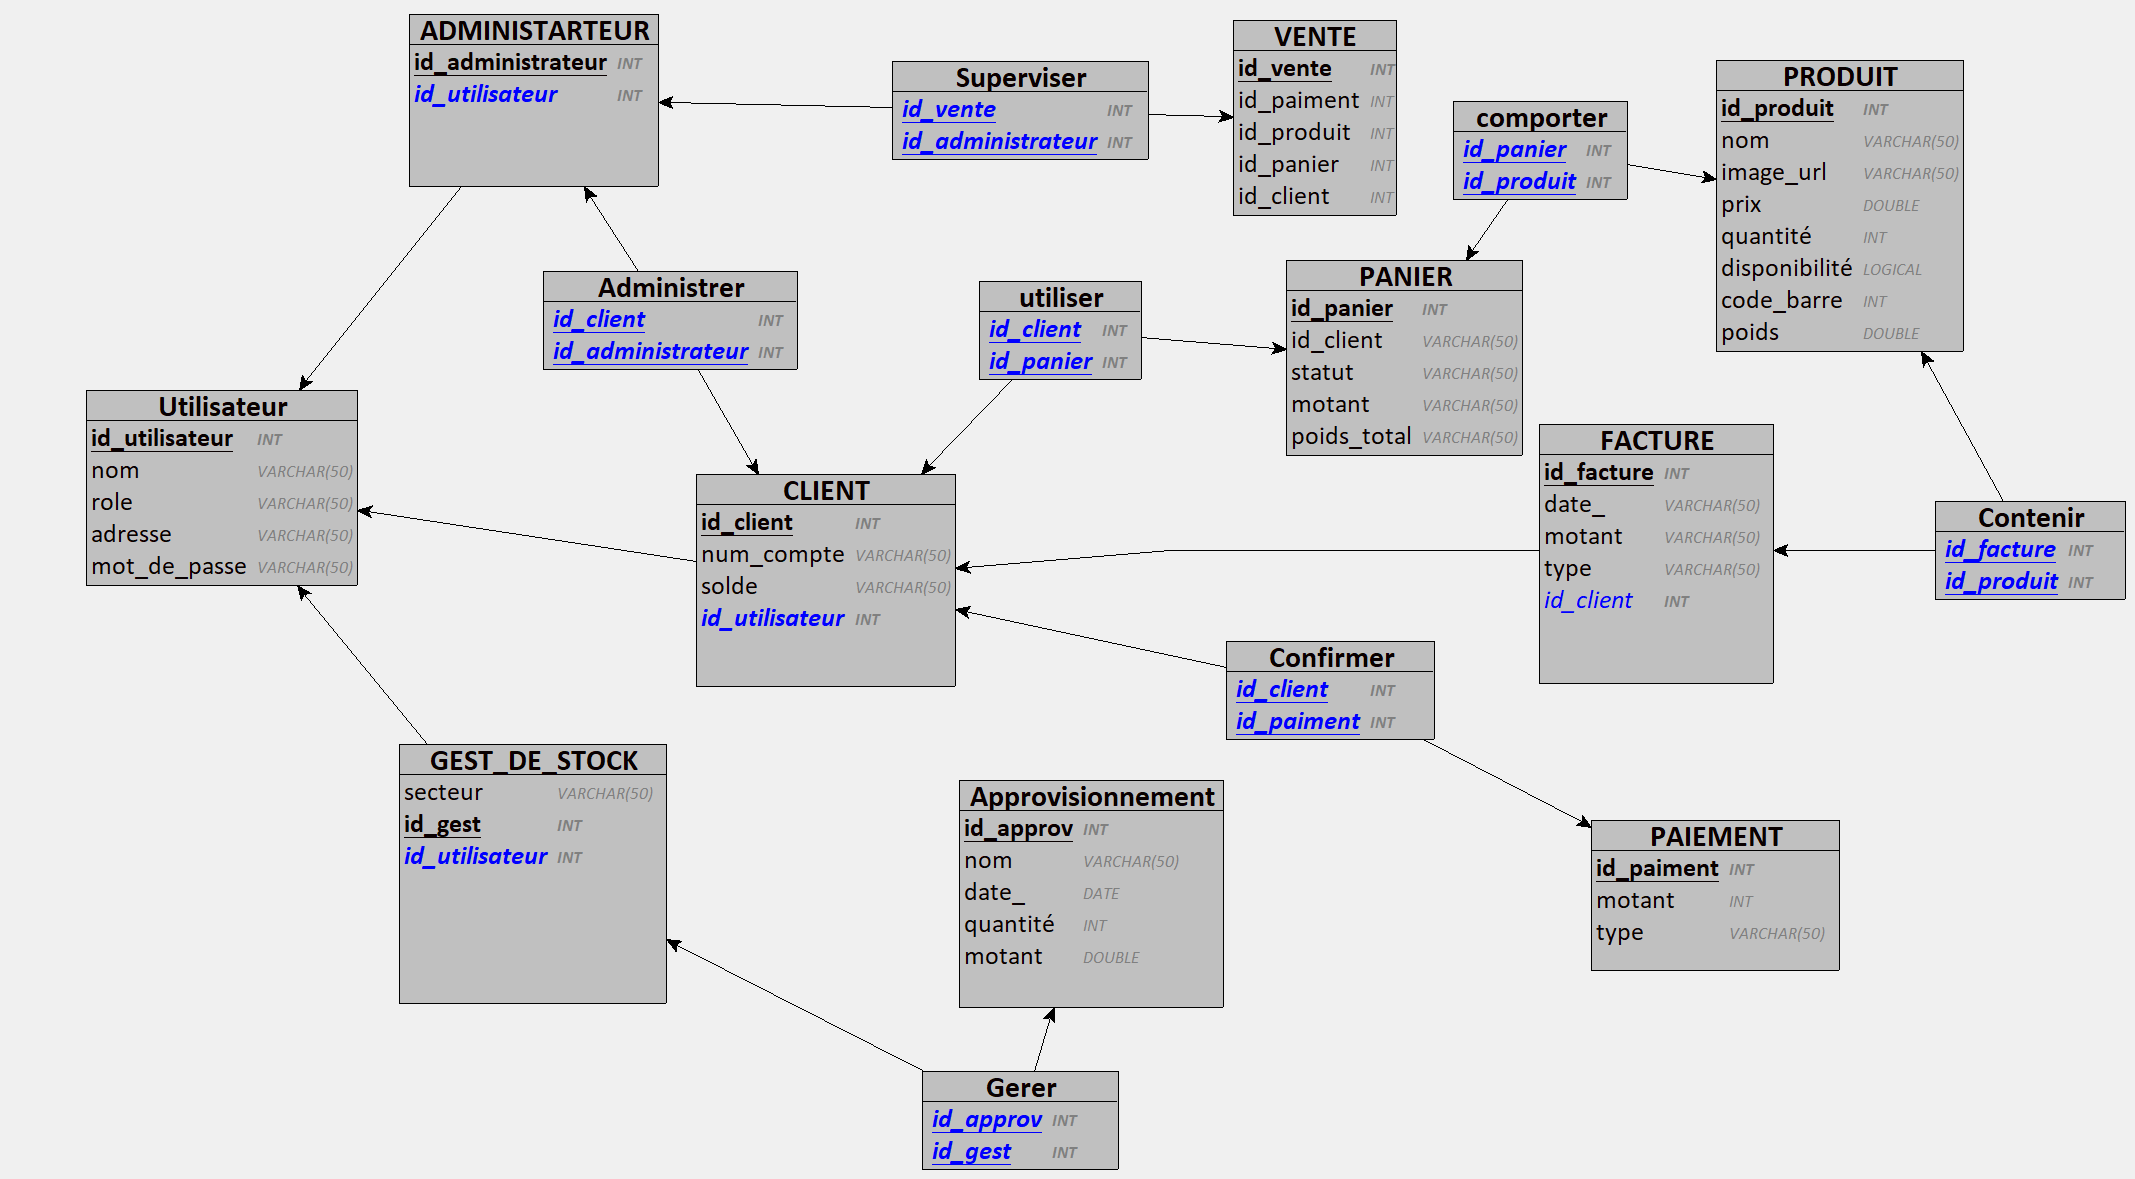 ADMINISTARTEUR
id_administrateur INT
id_utilisateur INT
Superviser
id_vente INT
id_administrateur INT
VENTE
id_vente INT
id_paiment INT
id_produit INT
id_panier INT
id_client INT
comporter
id_panier INT
id_produit INT
PRODUIT
id_produit INT
nom VARCHAR(50)
image_url VARCHAR(50)
prix DOUBLE
quantité INT
disponibilité LOGICAL
code_barre INT
poids DOUBLE
Administrer
id_client INT
id_administrateur INT
utiliser
id_client INT
id_panier INT
PANIER
id_panier INT
id_client VARCHAR(50)
statut VARCHAR(50)
motant VARCHAR(50)
poids_total VARCHAR(50)
Utilisateur
id_utilisateur INT
nom VARCHAR(50)
role VARCHAR(50)
adresse VARCHAR(50)
mot_de_passe VARCHAR(50)
CLIENT
id_client INT
num_compte VARCHAR(50)
solde VARCHAR(50)
id_utilisateur INT
FACTURE
id_facture INT
date_ VARCHAR(50)
motant VARCHAR(50)
type VARCHAR(50)
id_client INT
Contenir
id_facture INT
id_produit INT
Confirmer
id_client INT
id_paiment INT
GEST_DE_STOCK
secteur VARCHAR(50)
id_gest INT
id_utilisateur INT
Approvisionnement
id_approv INT
nom VARCHAR(50)
date_ DATE
quantité INT
motant DOUBLE
PAIEMENT
id_paiment INT
motant INT
type VARCHAR(50)
Gerer
id_approv INT
id_gest INT